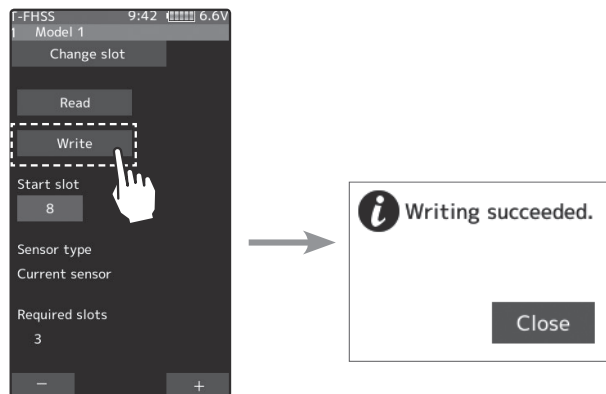 T-FHSS 9:42 6.6V
1 Model 1
Change slot
Read
Write
Start slot
8
Sensor type
Current sensor
Required slots
3
− +
i Writing succeeded.
Close